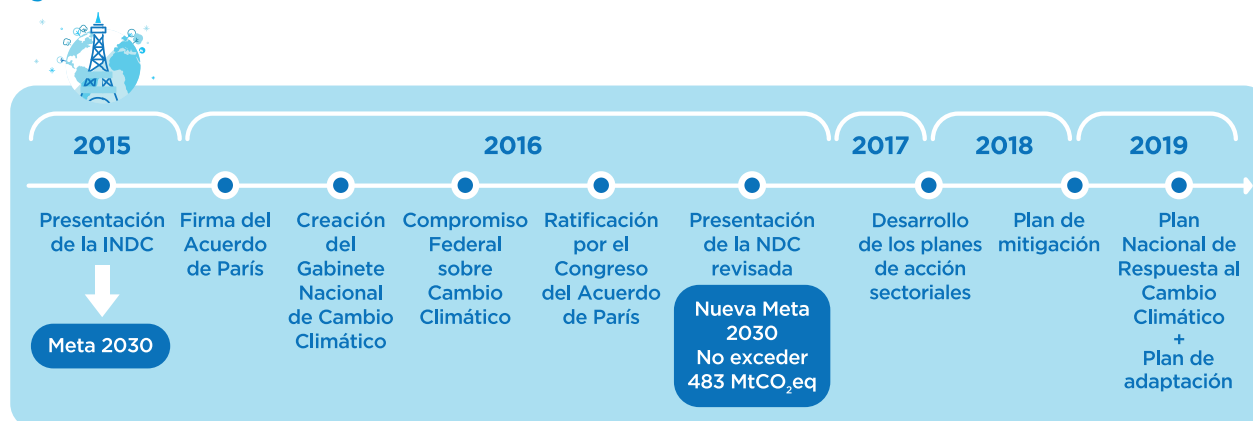 2015
2016
2017
2018
2019
Presentación
de la INDC
Meta 2030
Firma del
Acuerdo
de París
Creación
del
Gabinete
Nacional
de Cambio
Climático
Compromiso
Federal
sobre
Cambio
Climático
Ratificación
por el
Congreso
del Acuerdo
de París
Presentación
de la NDC
revisada
Nueva Meta
2030
No exceder
483 MtCO₂eq
Desarrollo
de los planes
de acción
sectoriales
Plan de
mitigación
Plan
Nacional de
Respuesta al
Cambio
Climático
+
Plan de
adaptación